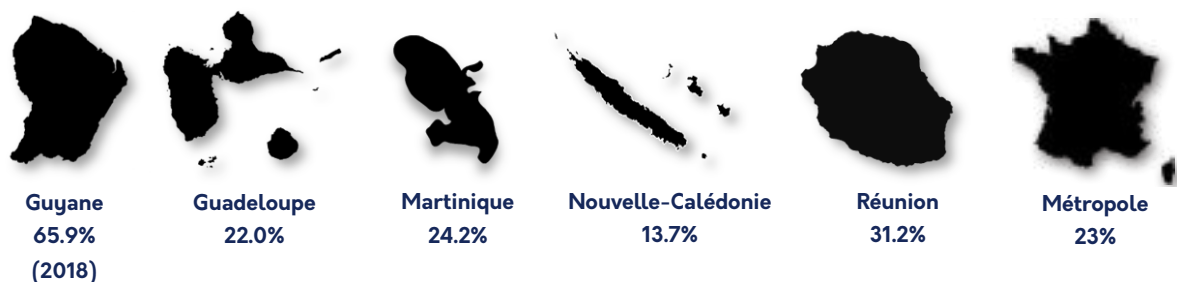 Guyane
65.9%
(2018)
Guadeloupe
22.0%
Martinique
24.2%
Nouvelle-Calédonie
13.7%
Réunion
31.2%
Métropole
23%